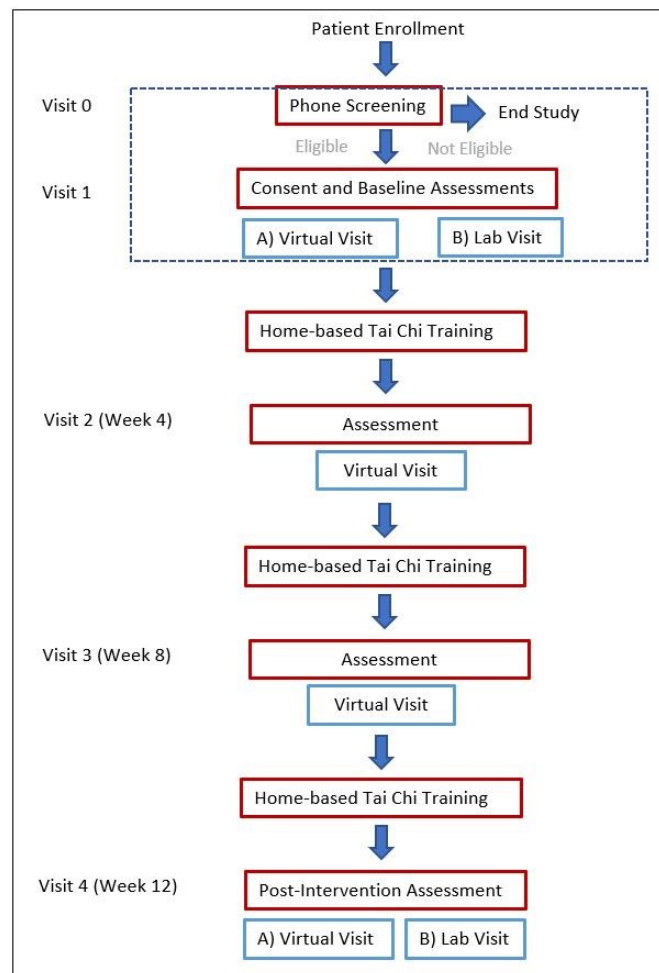 Patient Enrollment
Visit 0
Phone Screening
End Study
Eligible
Not Eligible
Visit 1
Consent and Baseline Assessments
A) Virtual Visit
B) Lab Visit
Home-based Tai Chi Training
Visit 2 (Week 4)
Assessment
Virtual Visit
Home-based Tai Chi Training
Visit 3 (Week 8)
Assessment
Virtual Visit
Home-based Tai Chi Training
Visit 4 (Week 12)
Post-Intervention Assessment
A) Virtual Visit
B) Lab Visit